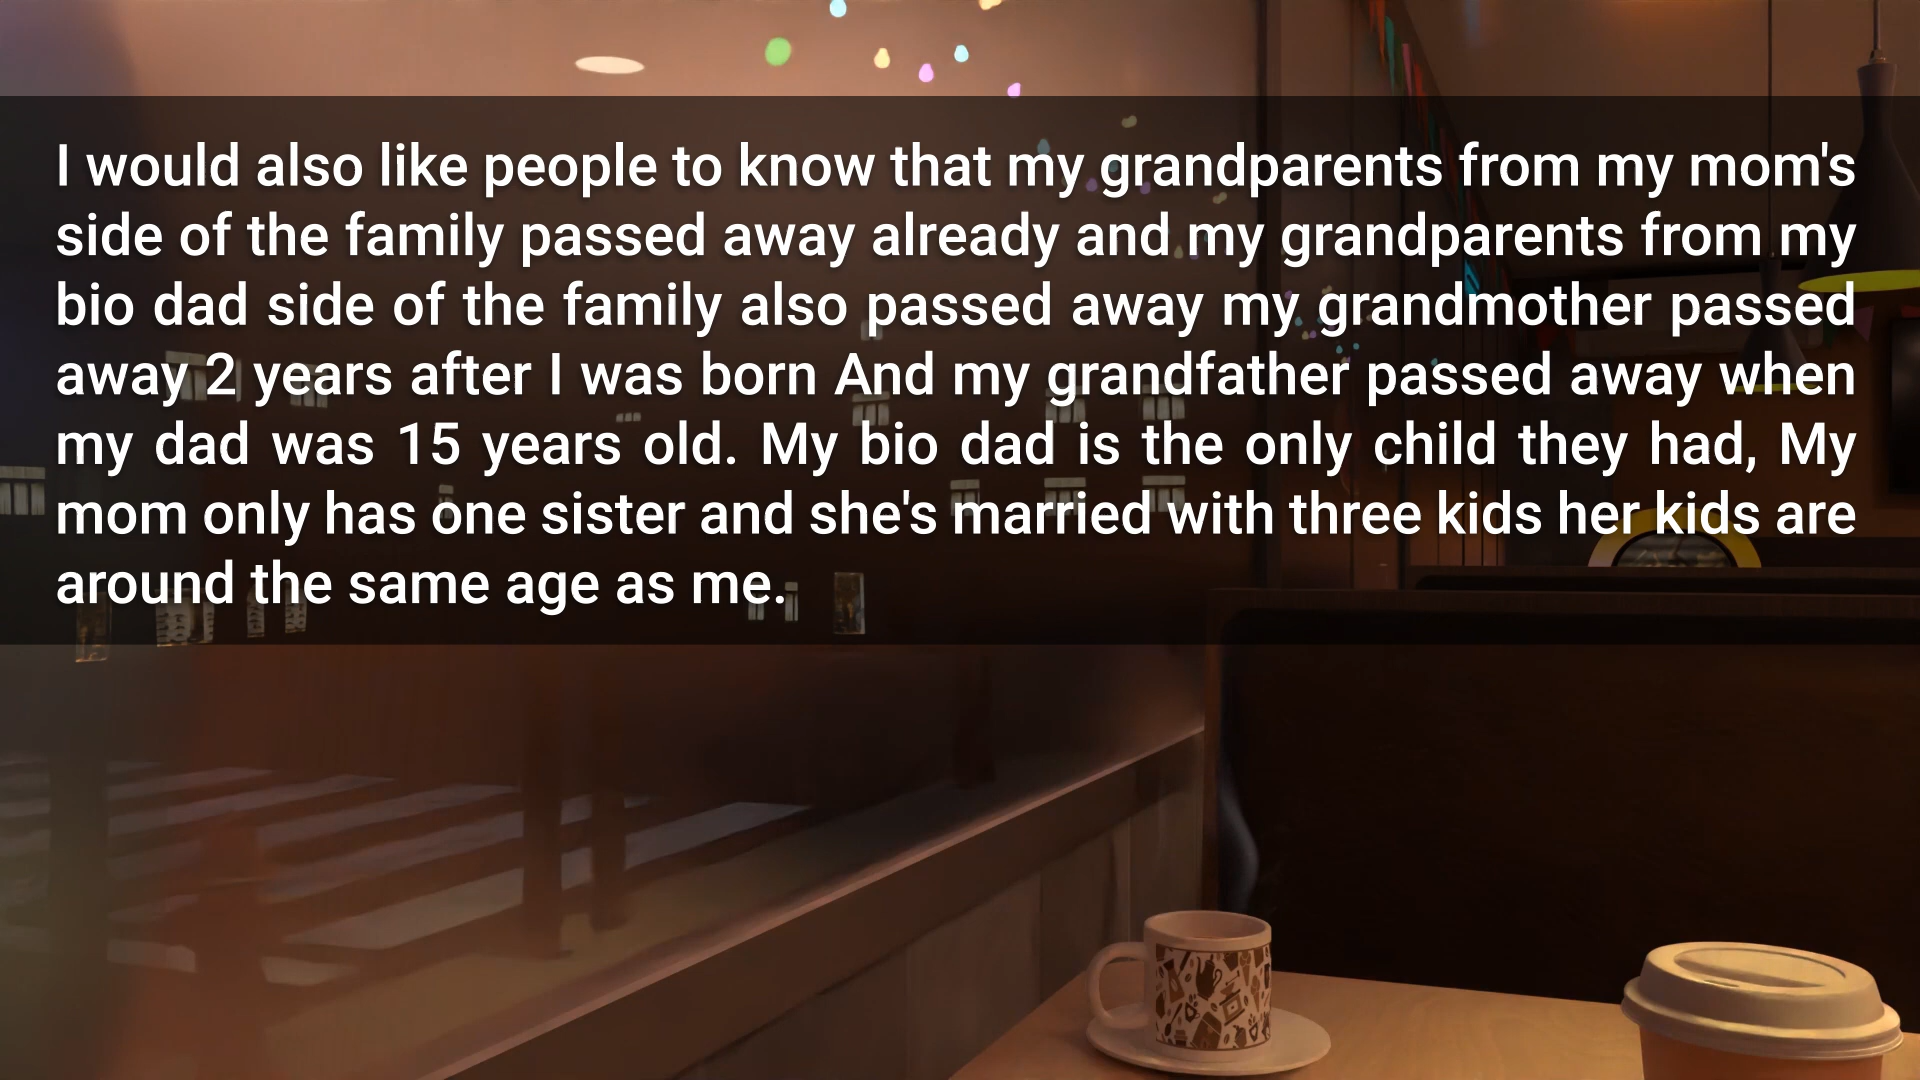 I would also like people to know that my grandparents from my mom's
side of the family passed away already and my grandparents from my
bio dad side of the family also passed away my grandmother passed
away 2 years after I was born And my grandfather passed away when
my dad was 15 years old. My bio dad is the only child they had, My
mom only has one sister and she's married with three kids her kids are
around the same age as me.